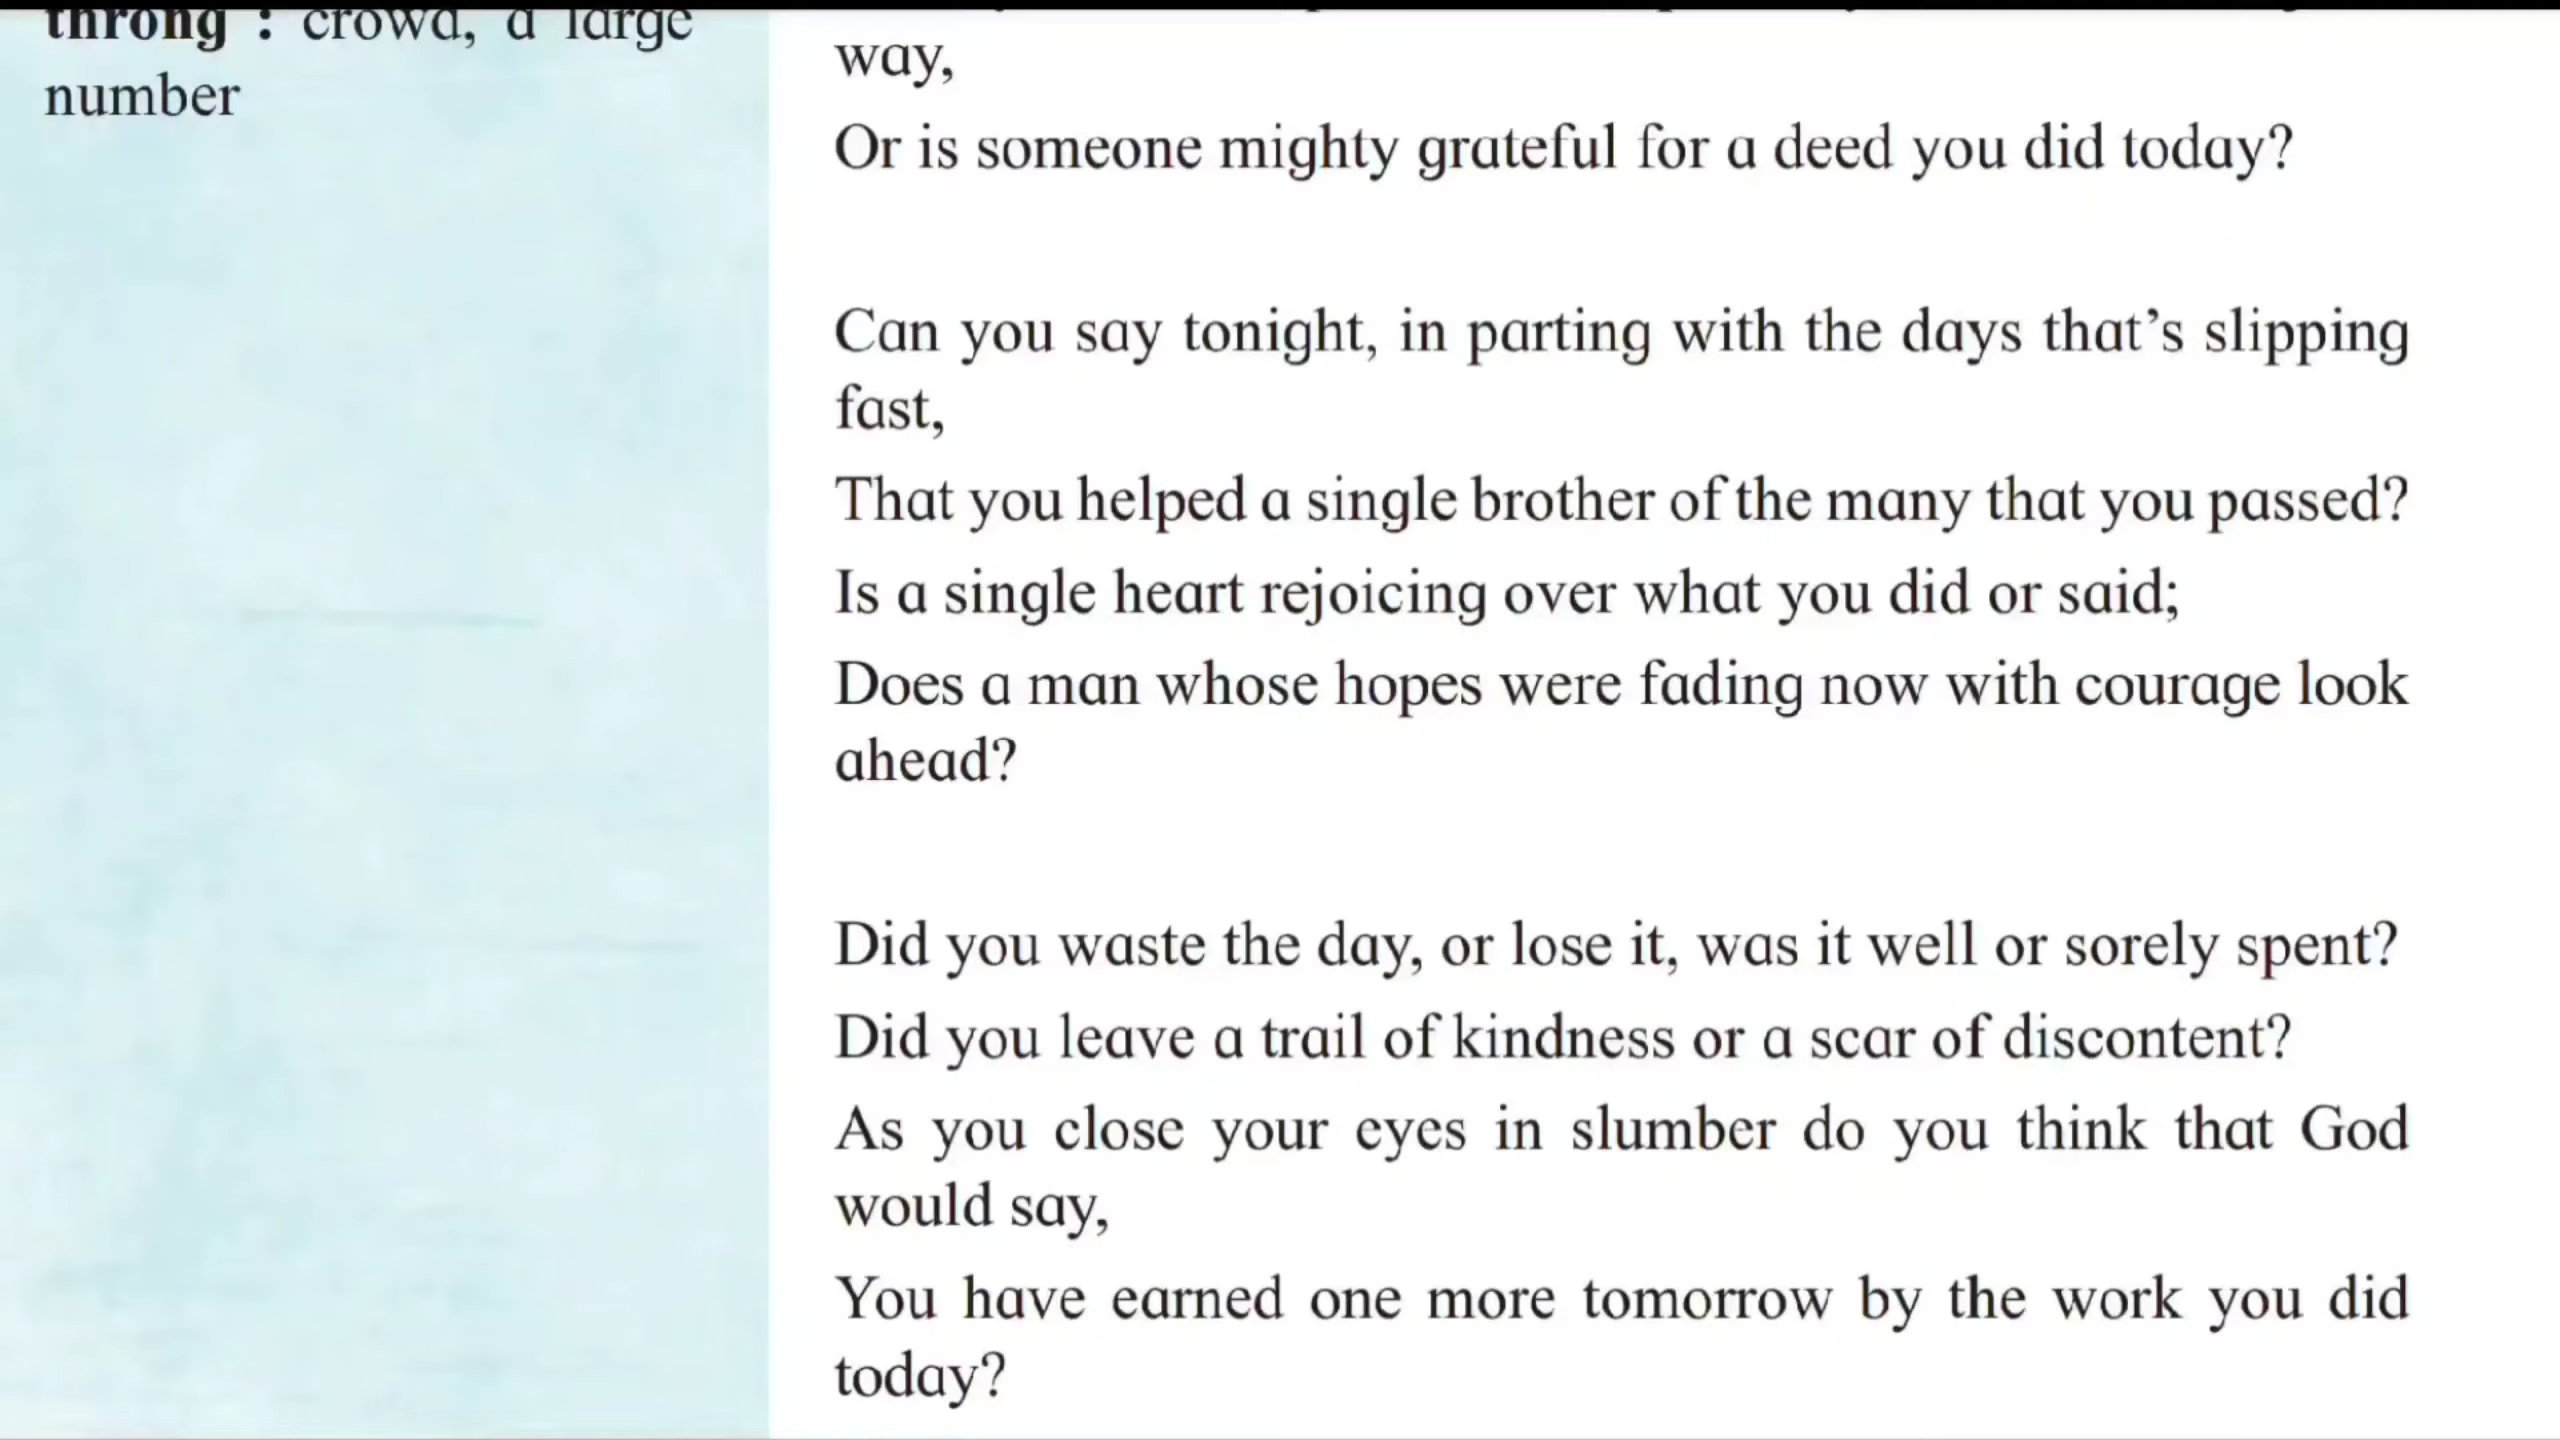 throng : crowd, a large
number
way,
Or is someone mighty grateful for a deed you did today?
Can you say tonight, in parting with the days that's slipping
fast,
That you helped a single brother of the many that you passed?
Is a single heart rejoicing over what you did or said;
Does a man whose hopes were fading now with courage look
ahead?
Did you waste the day, or lose it, was it well or sorely spent?
Did you leave a trail of kindness or a scar of discontent?
As you close your eyes in slumber do you think that God
would say,
You have earned one more tomorrow by the work you did
today?